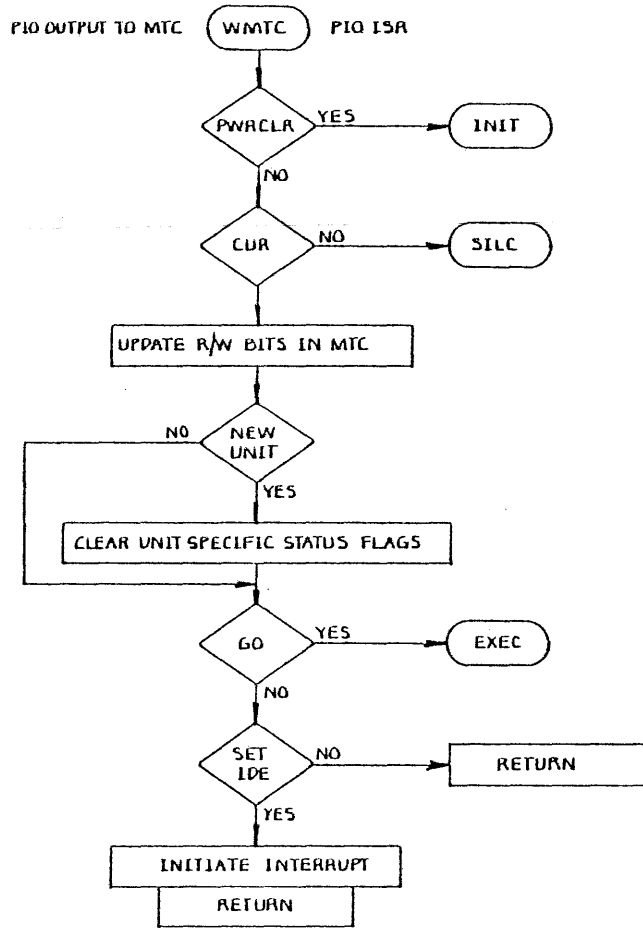 PIO OUTPUT TO MTC WMTC PIO ISR
PWRCLR YES INIT
NO
CUR NO SILC
UPDATE R/W BITS IN MTC
NO NEW
UNIT
YES
CLEAR UNIT SPECIFIC STATUS FLAGS
GO YES EXEC
NO
SET
IDE NO RETURN
YES
INITIATE INTERRUPT
RETURN